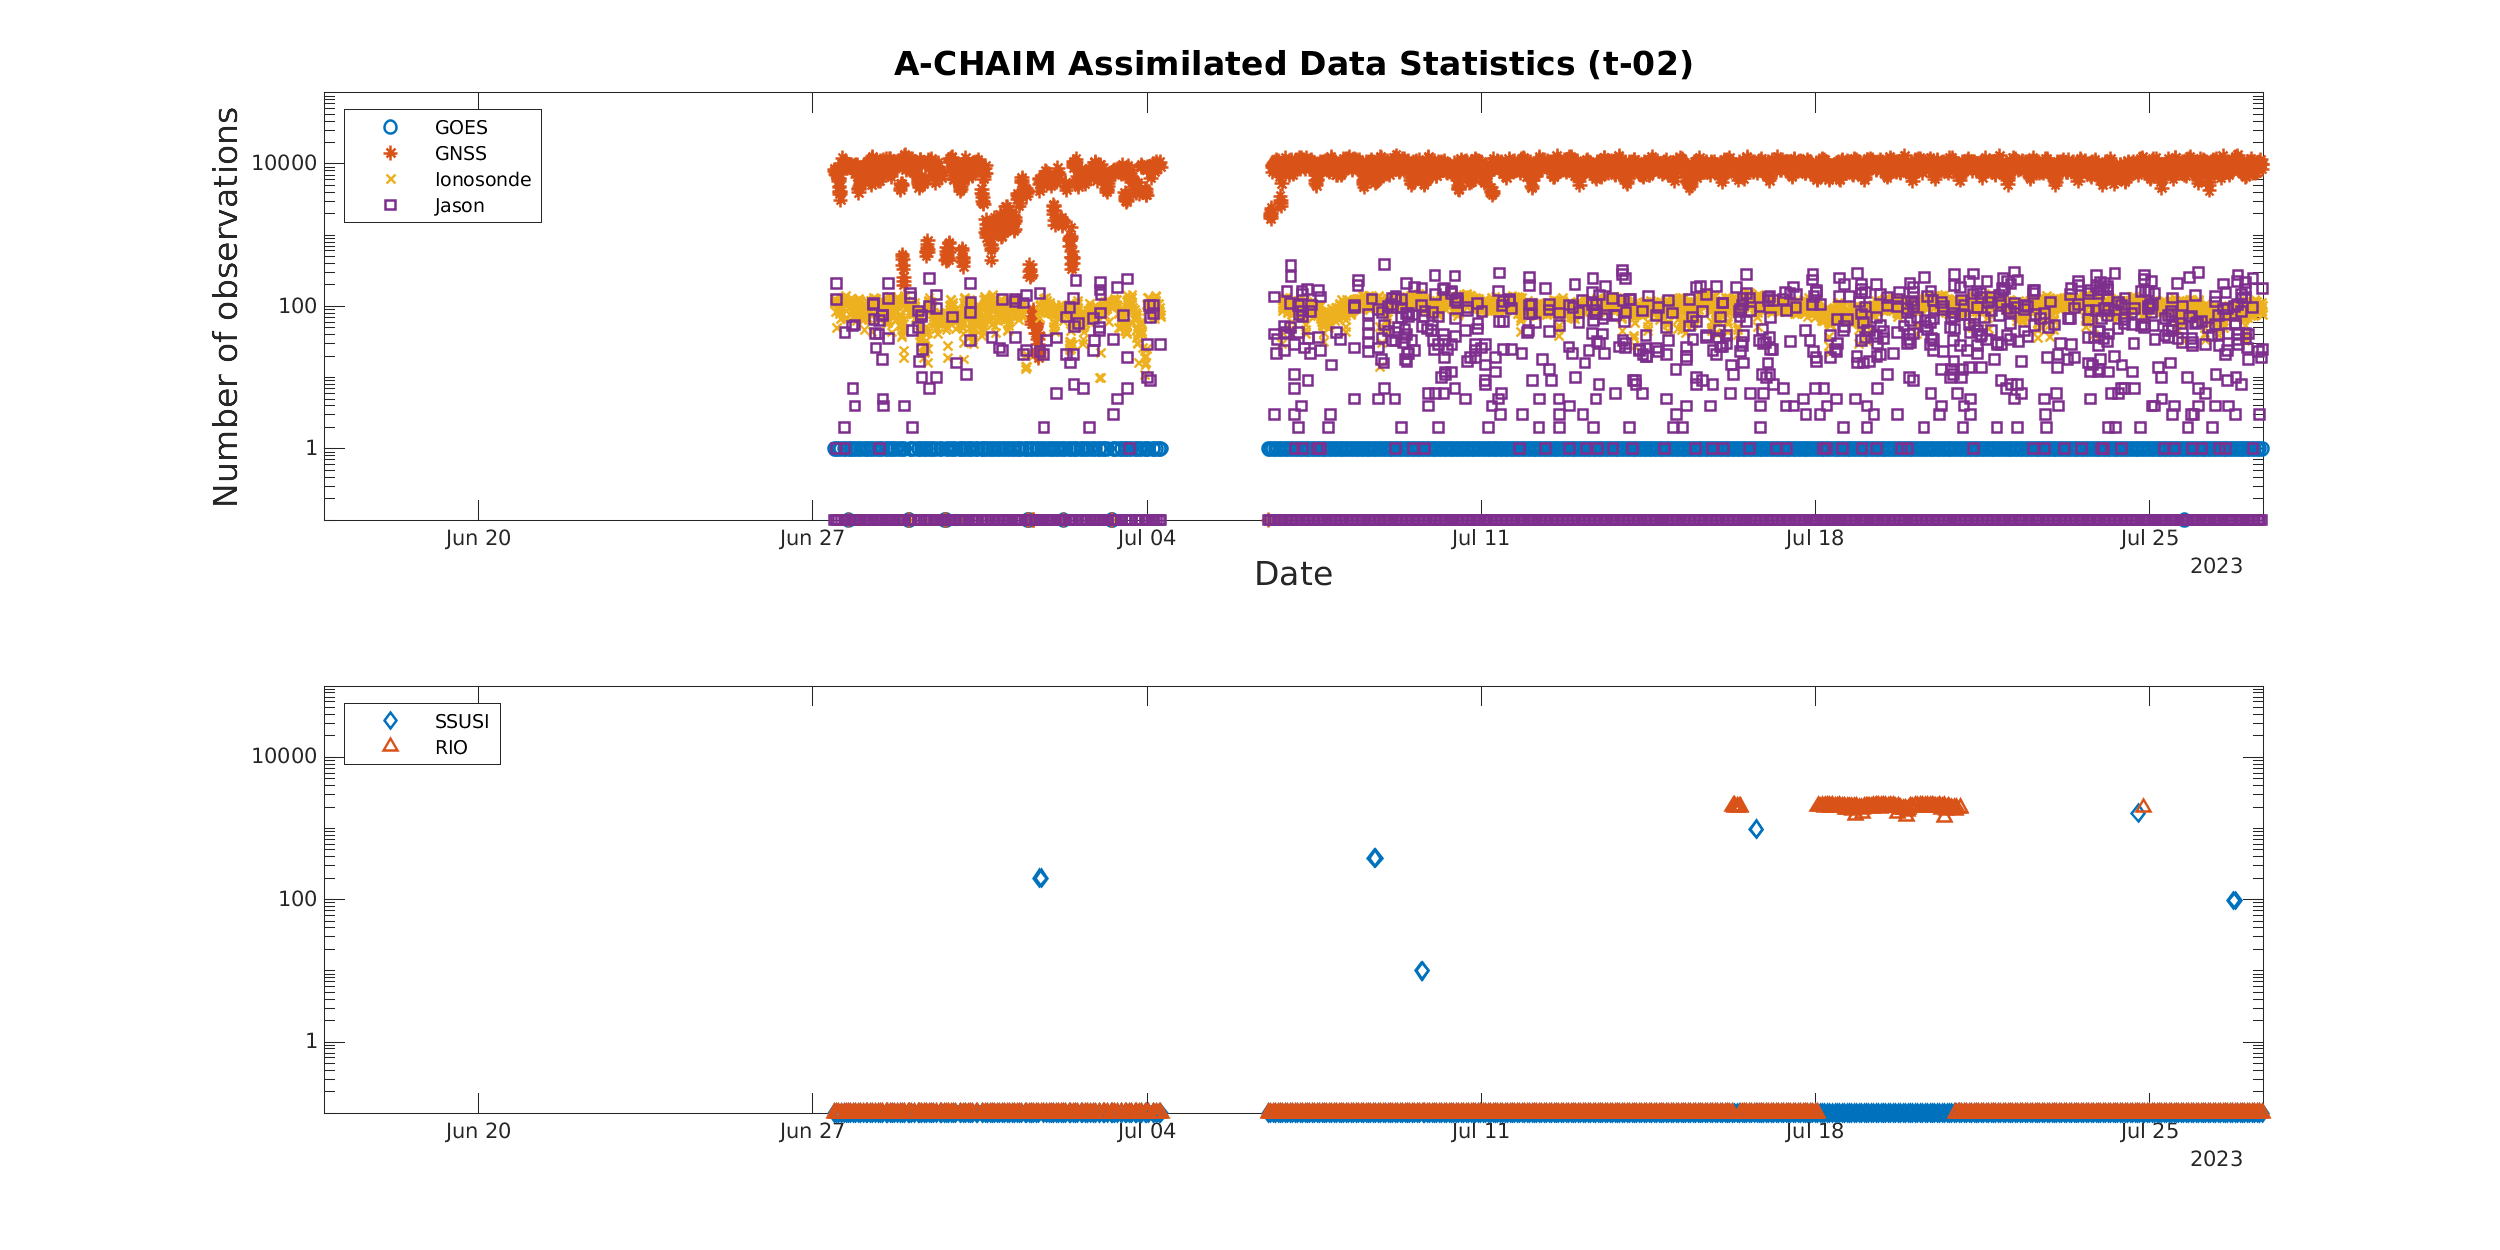 A-CHAIM Assimilated Data Statistics (t-02)
Number of observations
10000
100
1
GOES
GNSS
Ionosonde
Jason
Jun 20
Jun 27
Jul 04
Jul 11
Jul 18
Jul 25
2023
Date
10000
100
1
SSUSI
RIO
Jun 20
Jun 27
Jul 04
Jul 11
Jul 18
Jul 25
2023